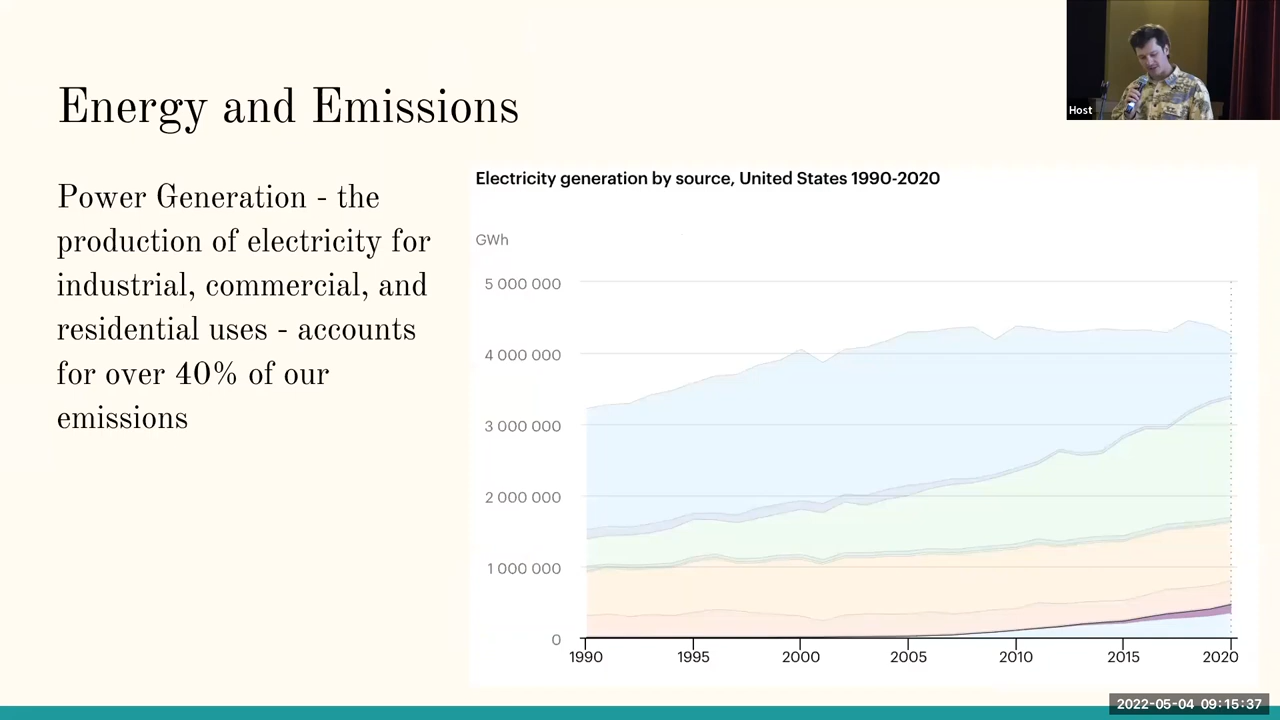 Energy and Emissions
Host
Power Generation - the
production of electricity for
industrial, commercial, and
residential uses - accounts
for over 40% of our
emissions
Electricity generation by source, United States 1990-2020
GWh
5 000 000
4 000 000
3 000 000
2 000 000
1 000 000
0
1990 1995 2000 2005 2010 2015 2020
2022-05-04 09:15:37